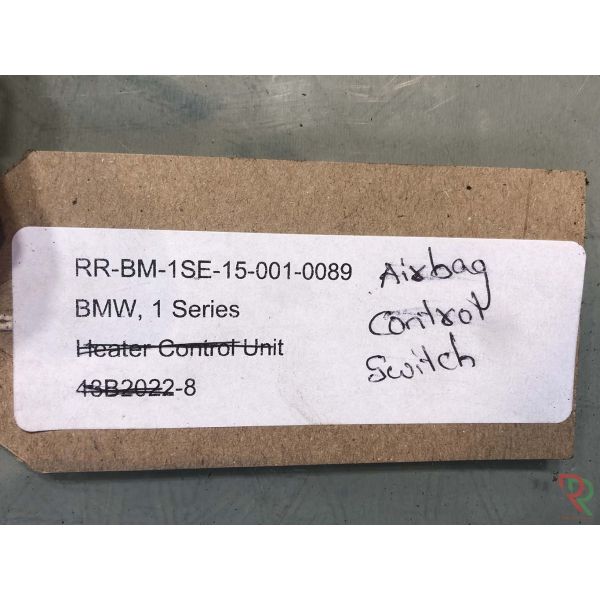 RR-BM-1SE-15-001-0089
BMW, 1 Series
Heater Control Unit
43B2022-8
Airbag
Control
Switch